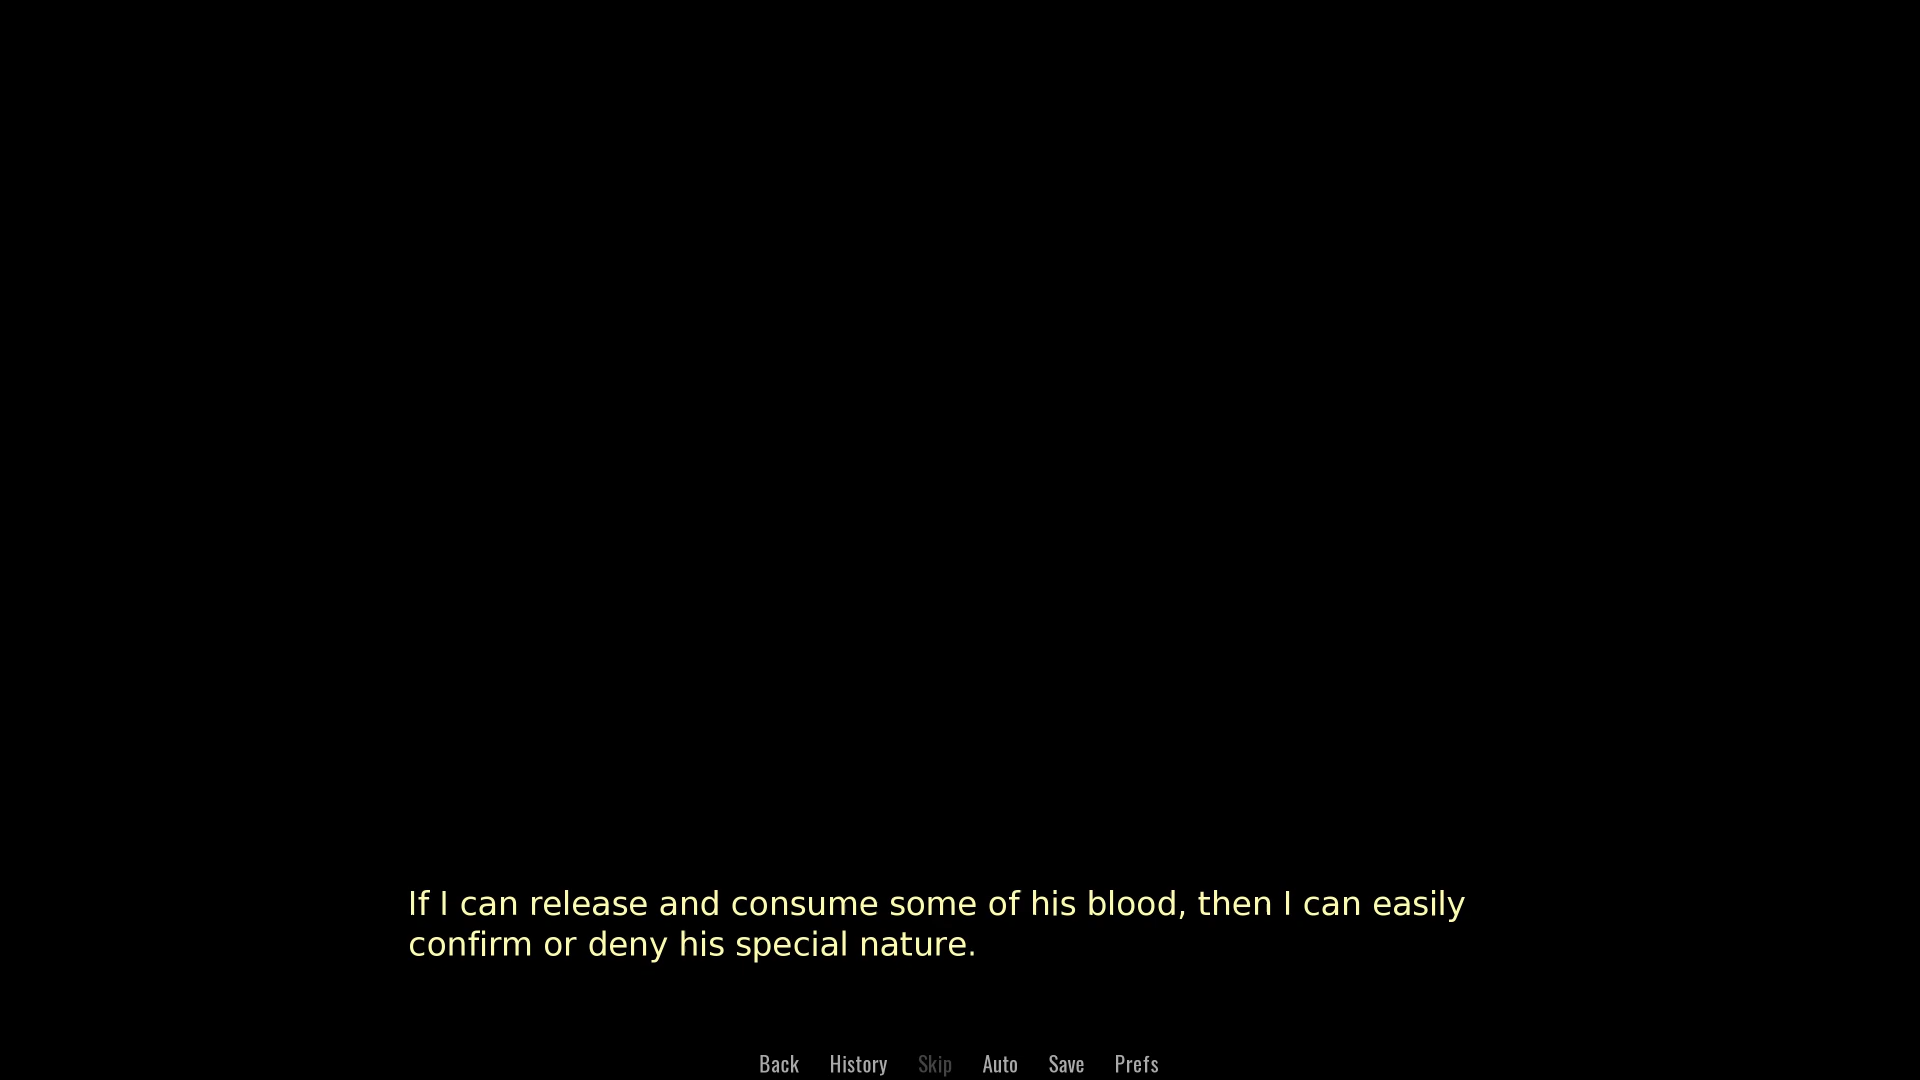 If I can release and consume some of his blood, then I can easily
confirm or deny his special nature.
Back History Skip Auto Save Prefs